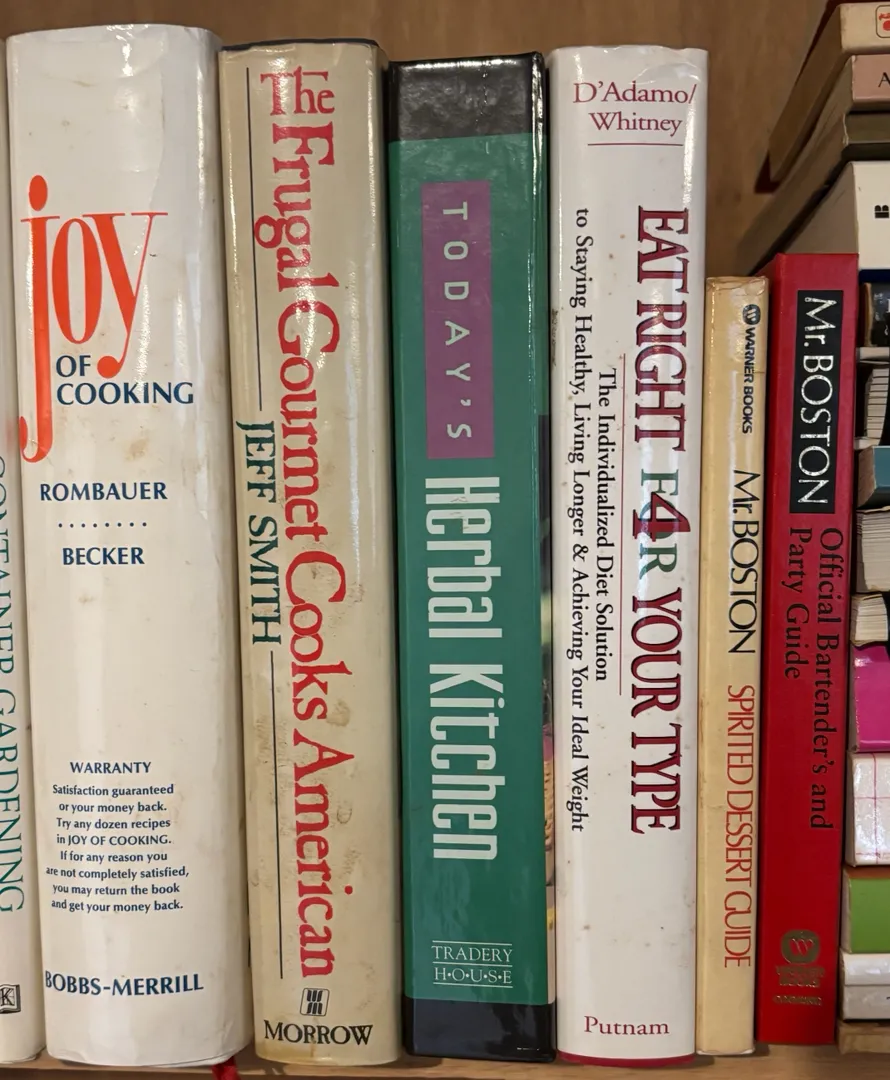 CONTAINER GARDENING
joy
OF
COOKING
ROMBAUER
........
BECKER
WARRANTY
Satisfaction guaranteed
or your money back.
Try any dozen recipes
in JOY OF COOKING.
If for any reason you
are not completely satisfied,
you may return the book
and get your money back.
BOBBS-MERRILL
The Frugal Gourmet Cooks American
JEFF SMITH
MORROW
TODAY'S
Herbal Kitchen
TRADERY
H•O•U•S•E
D'Adamo/
Whitney
EAT RIGHT F4R YOUR TYPE
The Individualized Diet Solution
to Staying Healthy, Living Longer & Achieving Your Ideal Weight
Putnam
WARNER BOOKS
Mr. BOSTON
SPIRITED DESSERT GUIDE
Mr. BOSTON
Official Bartender's and
Party Guide
WARNER
BOOKS
COOKING